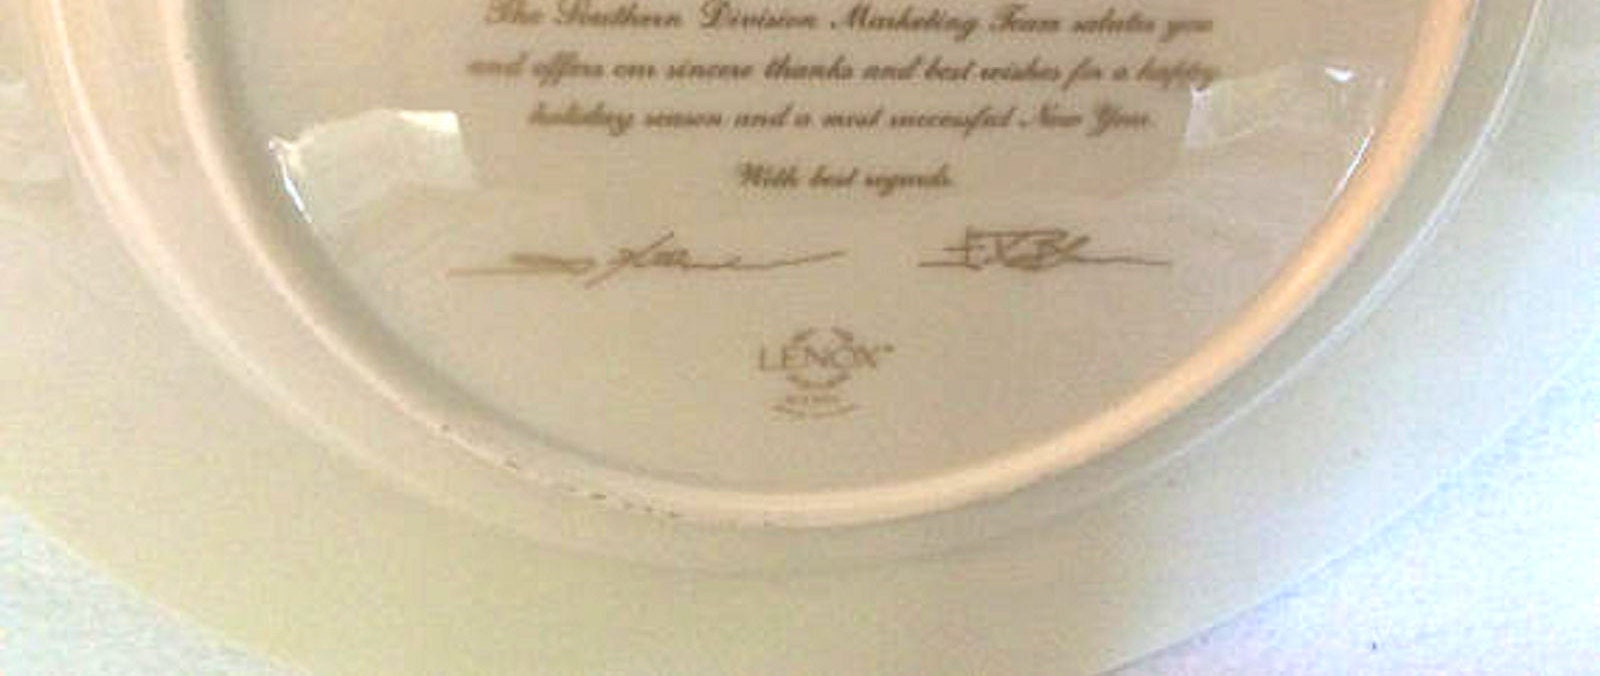 The Southern Division Marketing Team salutes you
and offers our sincere thanks and best wishes for a happy
holiday season and a most successful New Year.
With best regards.
LENOX™